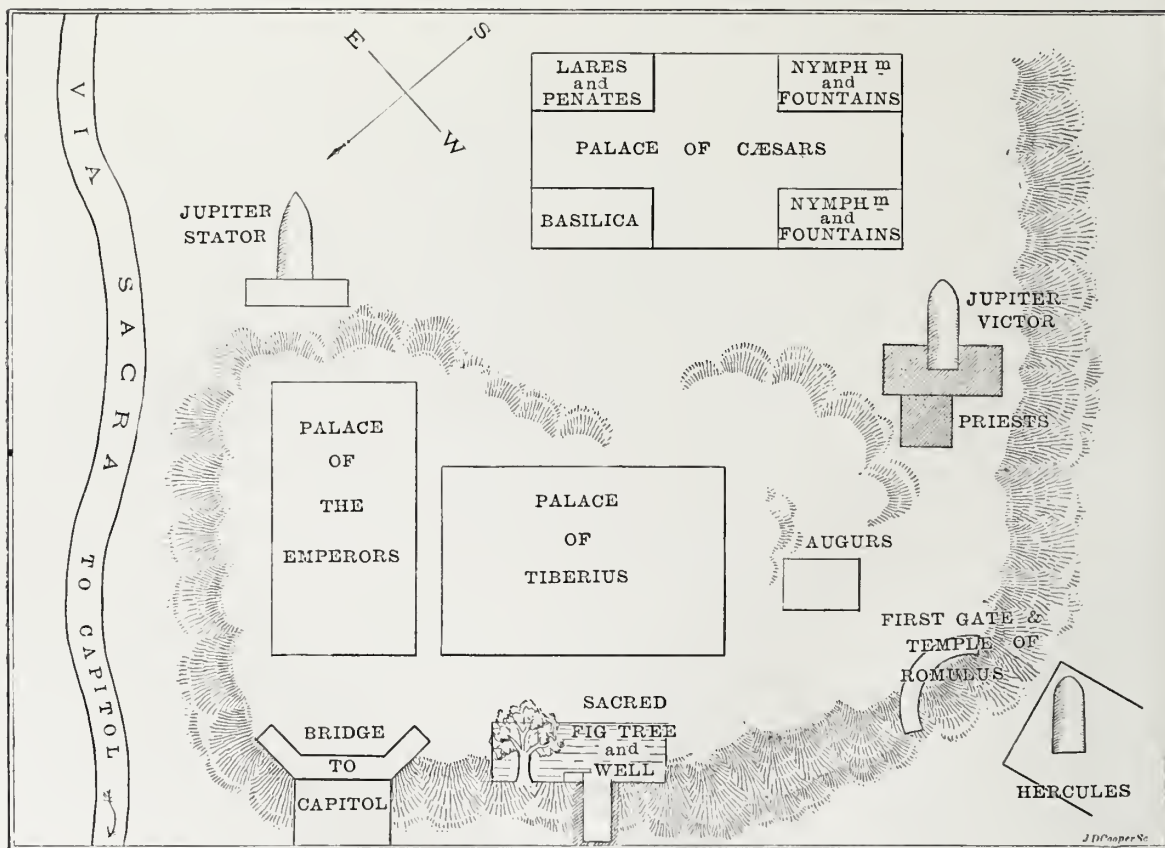 E
S
W
LARES
and
PENATES
NYMPH m
and
FOUNTAINS
PALACE OF CÆSARS
BASILICA
NYMPH m
and
FOUNTAINS
VIA SACRA TO CAPITOL
JUPITER
STATOR
JUPITER
VICTOR
PRIESTS
PALACE
OF
THE
EMPERORS
PALACE
OF
TIBERIUS
AUGURS
FIRST GATE &
TEMPLE OF
ROMULUS
BRIDGE
TO
CAPITOL
SACRED
FIG TREE
and
WELL
HERCULES
J D Cooper Sc